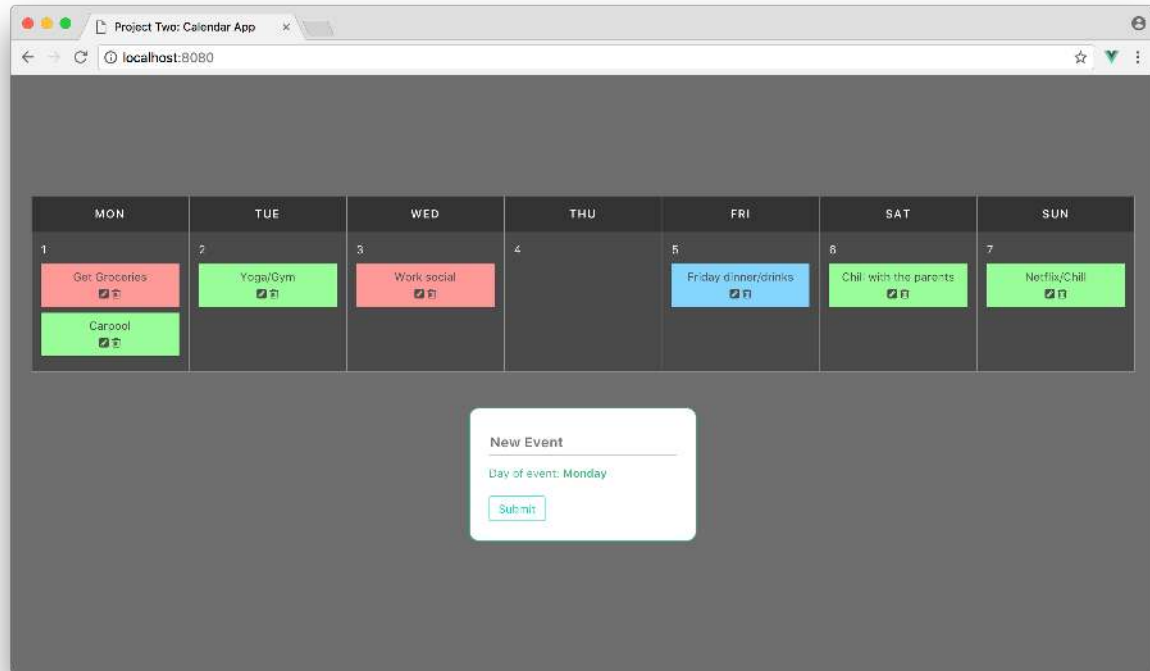 Project Two: Calendar App
localhost:8080
MON TUE WED THU FRI SAT SUN
1 2 3 4 5 6 7
Get Groceries Yoga/Gym Work social Friday dinner/drinks Chill with the parents Netflix/Chill
Carpool
New Event
Day of event: Monday
Submit